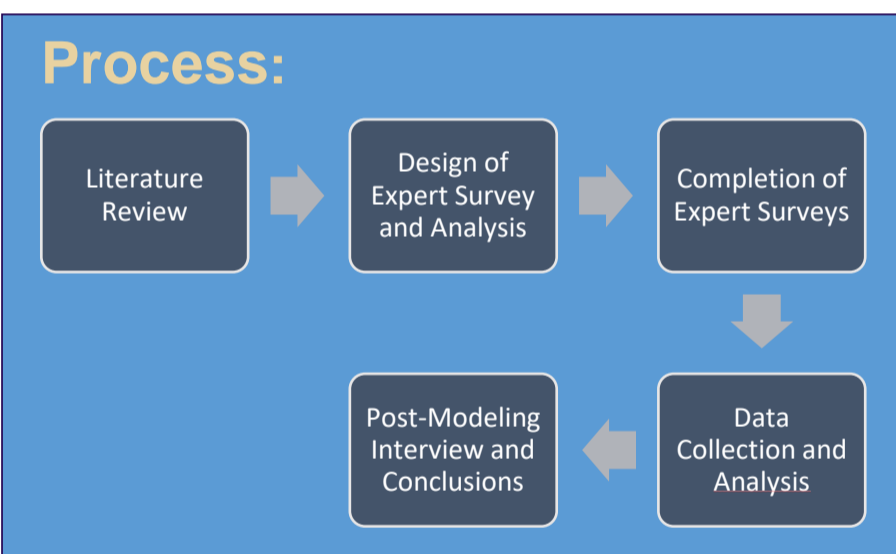 Process:
Literature
Review
Design of
Expert Survey
and Analysis
Completion of
Expert Surveys
Data
Collection and
Analysis
Post-Modeling
Interview and
Conclusions